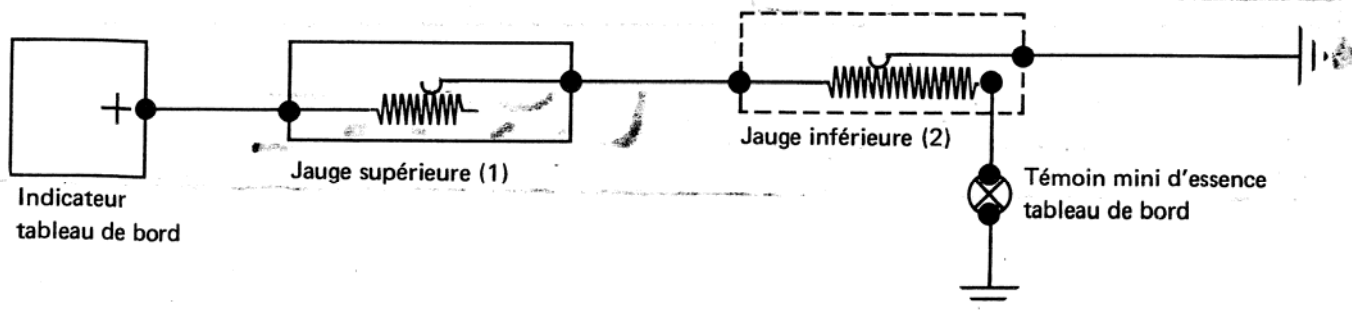 +
Indicateur
tableau de bord
Jauge supérieure (1)
Jauge inférieure (2)
Témoin mini d'essence
tableau de bord